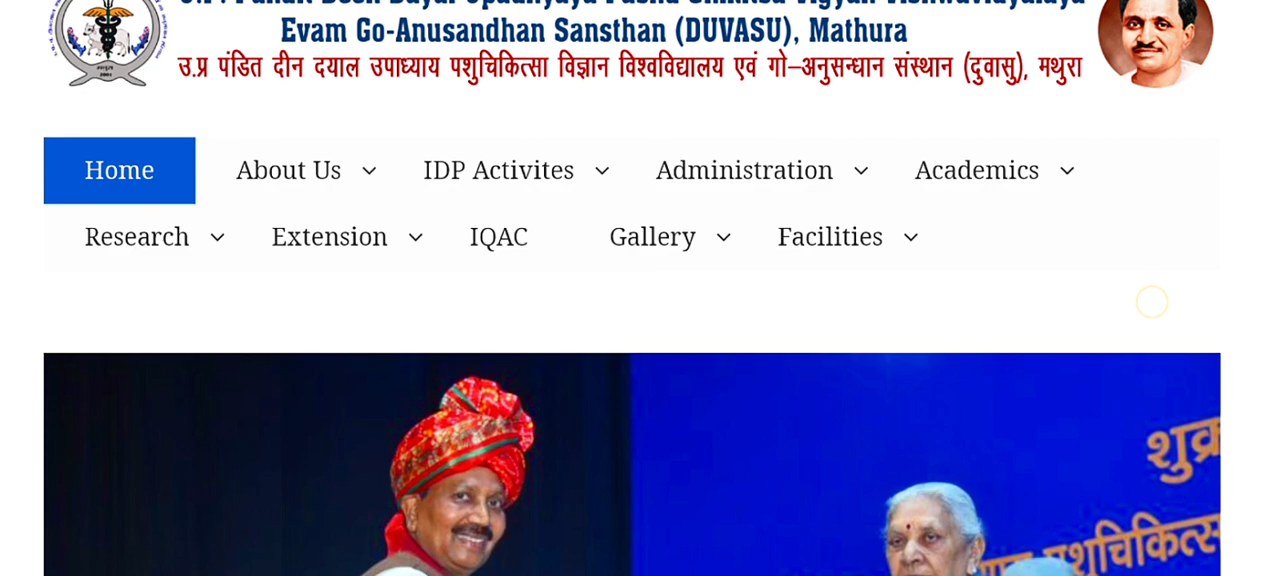 Evam Go-Anusandhan Sansthan (DUVASU), Mathura
उ.प्र पंडित दीन दयाल उपाध्याय पशुचिकित्सा विज्ञान विश्वविद्यालय एवं गो–अनुसन्धान संस्थान (दुवासु), मथुरा
Home About Us IDP Activites Administration Academics
Research Extension IQAC Gallery Facilities
शुक्र
पशुचिकित्स